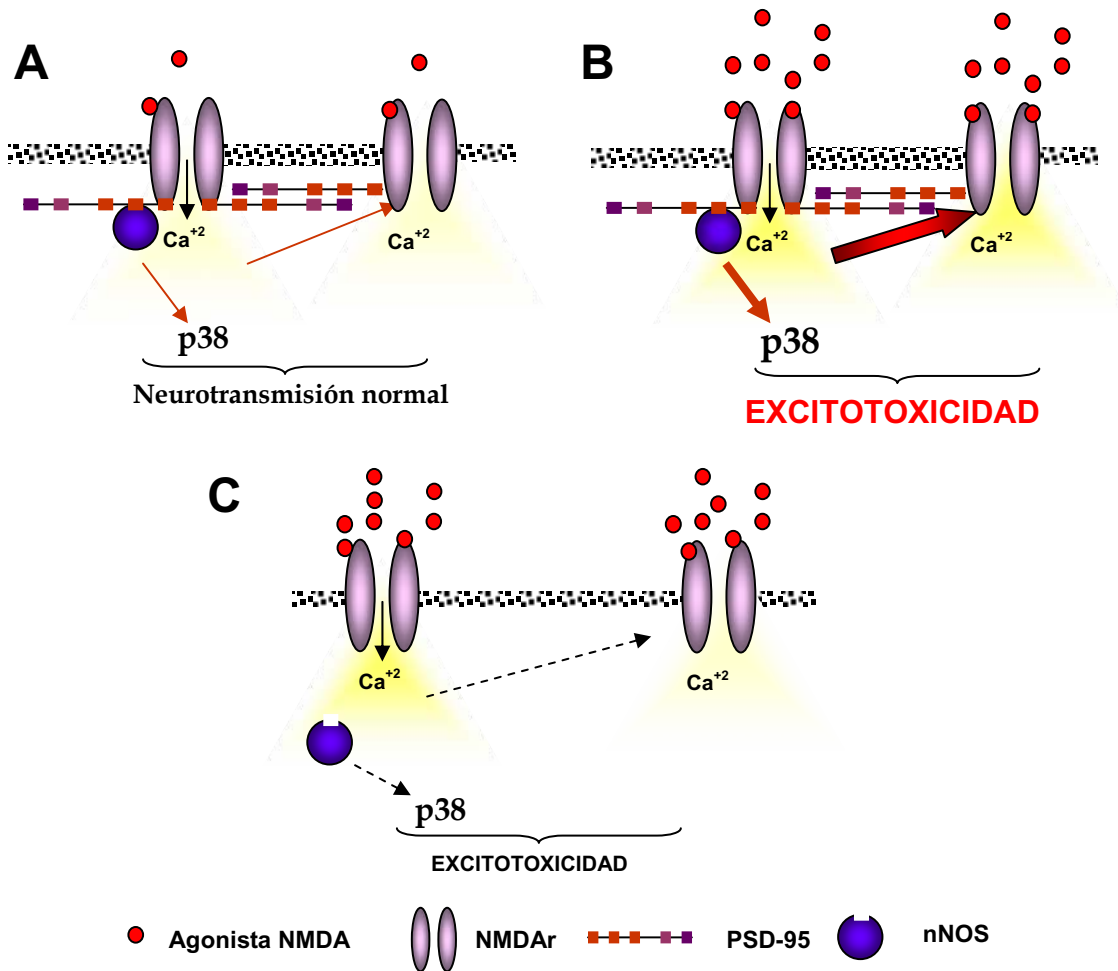 A
B
Ca+2
Ca+2
Ca+2
Ca+2
p38
p38
Neurotransmisión normal
EXCITOTOXICIDAD
C
Ca+2
Ca+2
p38
EXCITOTOXICIDAD
Agonista NMDA
NMDAr
PSD-95
nNOS